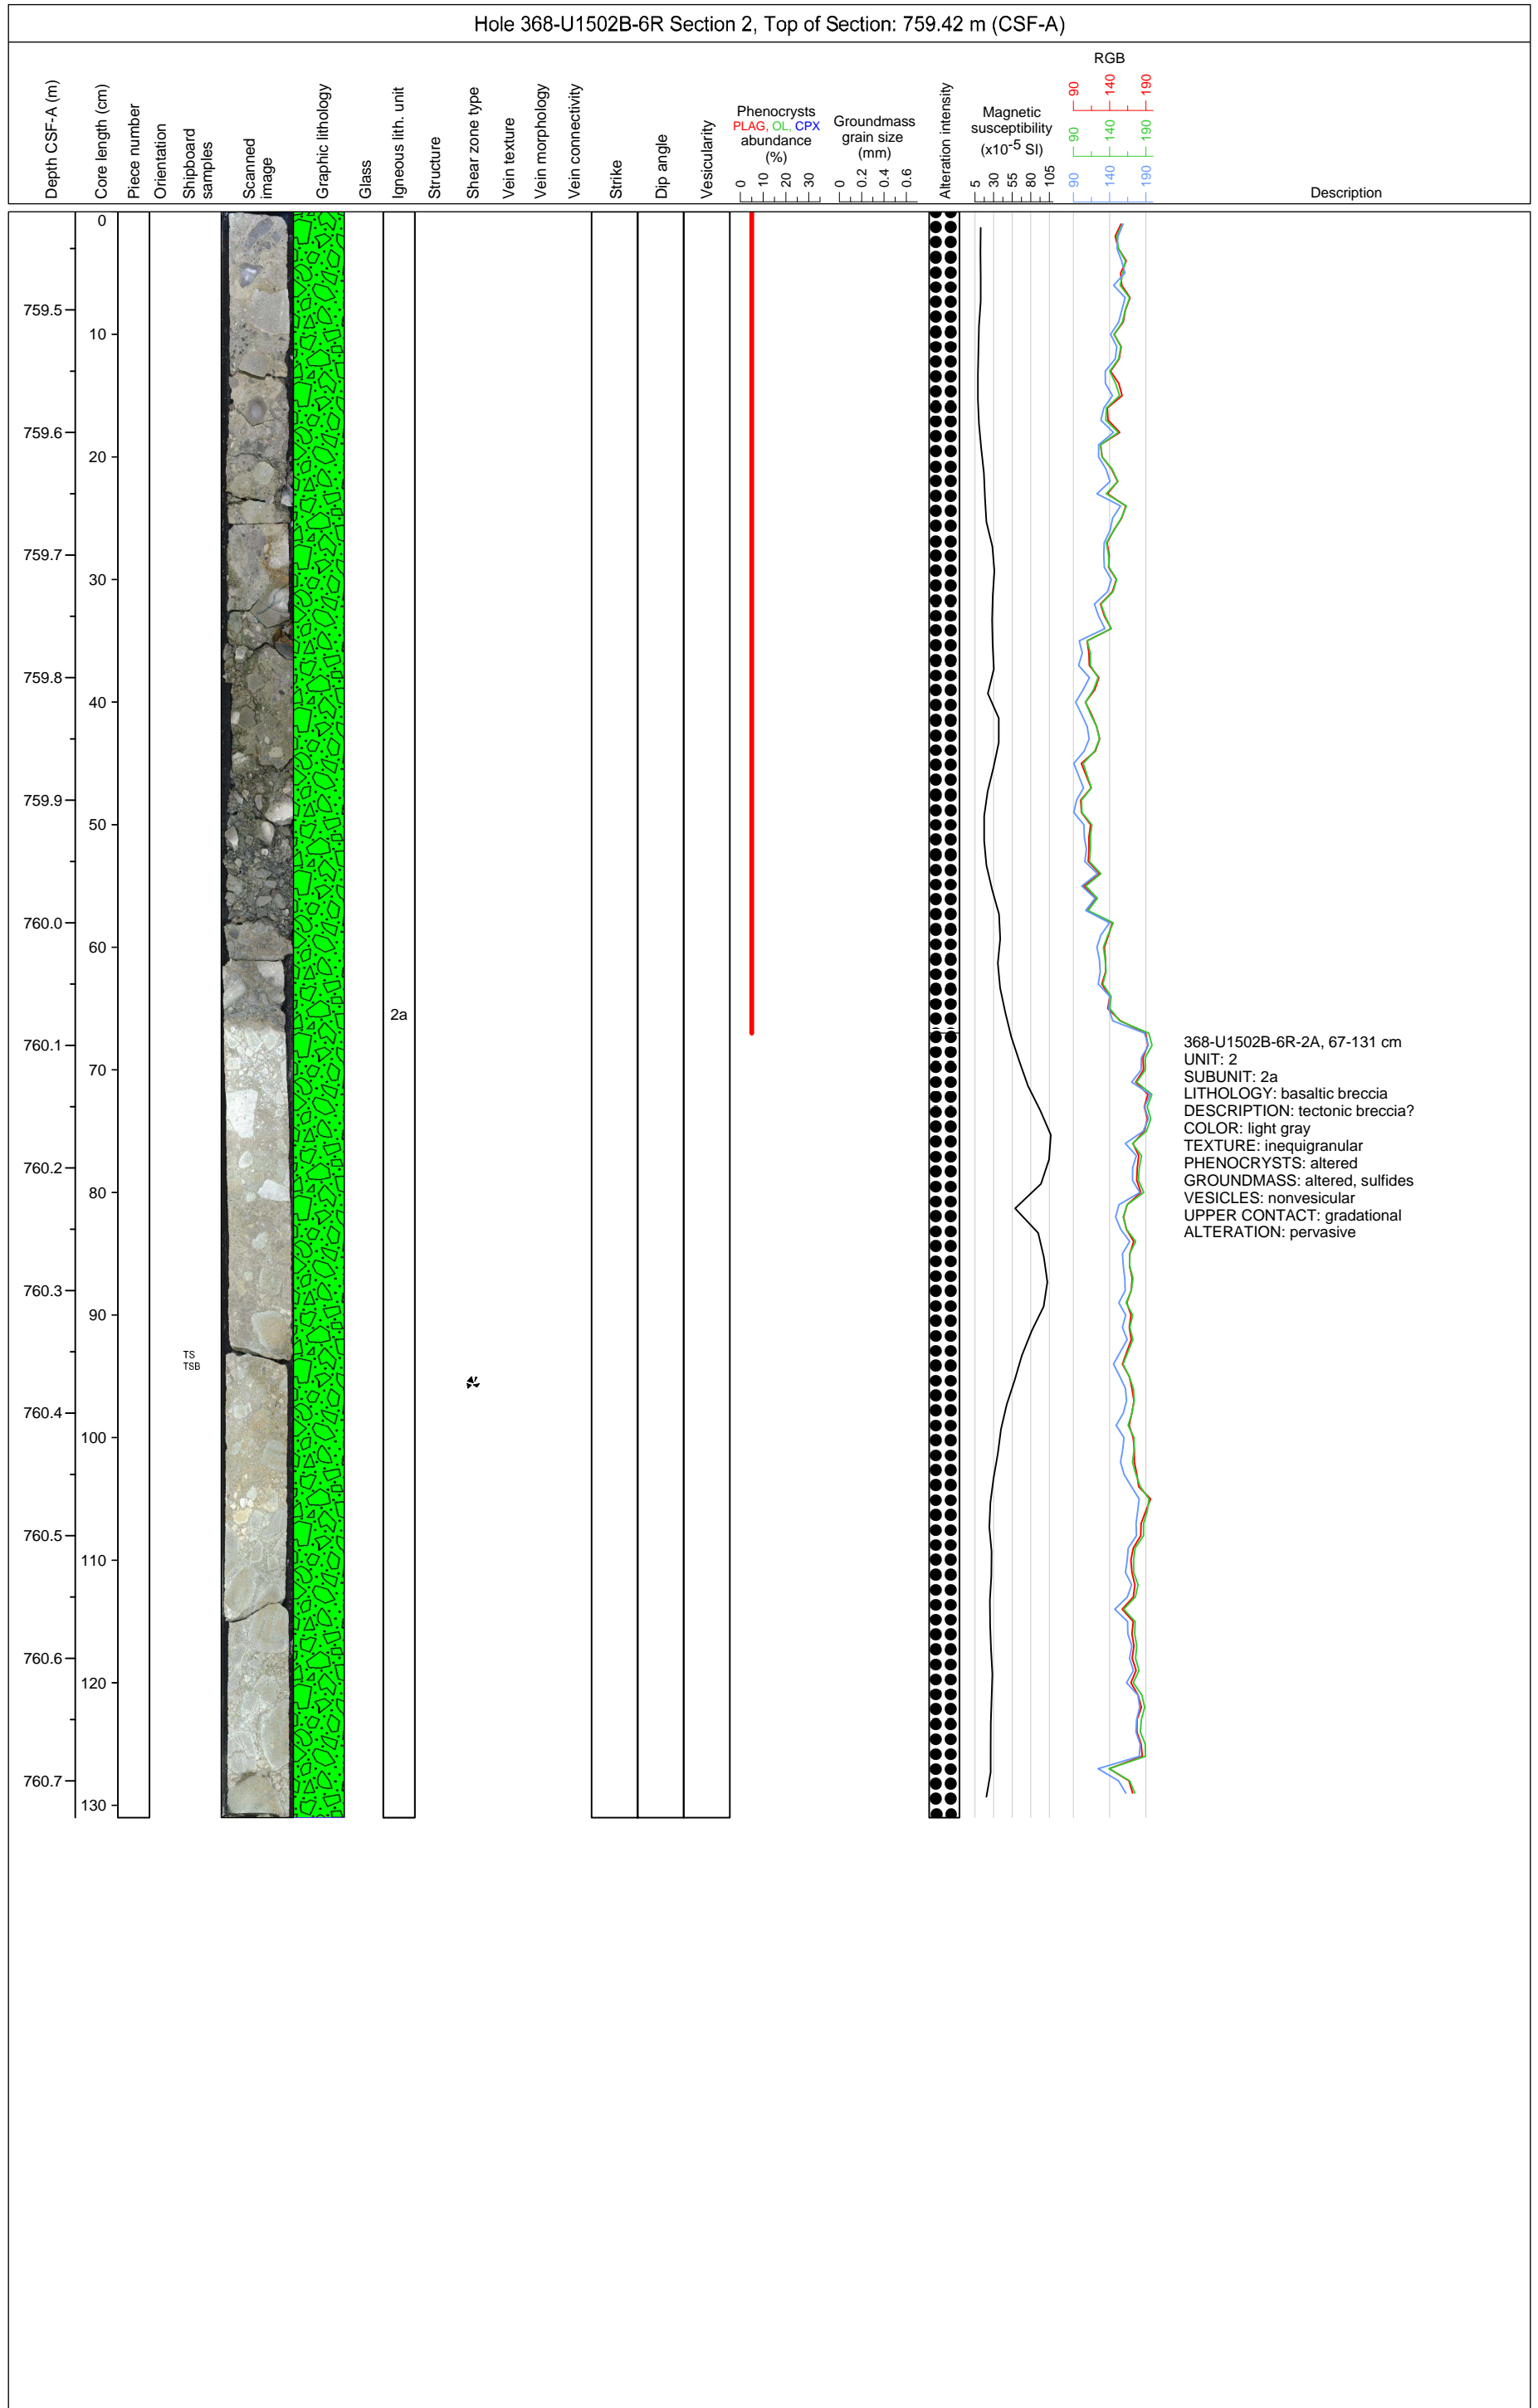 Hole 368-U1502B-6R Section 2, Top of Section: 759.42 m (CSF-A)
Depth CSF-A (m)
Core length (cm)
Piece number
Orientation
Shipboard
samples
Scanned
image
Graphic lithology
Glass
Igneous lith. unit
Structure
Shear zone type
Vein texture
Vein morphology
Vein connectivity
Strike
Dip angle
Vesicularity
Phenocrysts
PLAG, OL, CPX
abundance
(%)
0 10 20 30
Groundmass
grain size
(mm)
0 0.2 0.4 0.6
Alteration intensity
Magnetic
susceptibility
(x10-5 SI)
5 30 55 80 105
RGB
90 140 190
90 140 190
90 140 190
Description
0
759.5
10
759.6
20
759.7
30
759.8
40
759.9
50
760.0
60
2a
760.1
70
760.2
80
760.3
90
TS
TSB
760.4
100
760.5
110
760.6
120
760.7
130
368-U1502B-6R-2A, 67-131 cm
UNIT: 2
SUBUNIT: 2a
LITHOLOGY: basaltic breccia
DESCRIPTION: tectonic breccia?
COLOR: light gray
TEXTURE: inequigranular
PHENOCRYSTS: altered
GROUNDMASS: altered, sulfides
VESICLES: nonvesicular
UPPER CONTACT: gradational
ALTERATION: pervasive